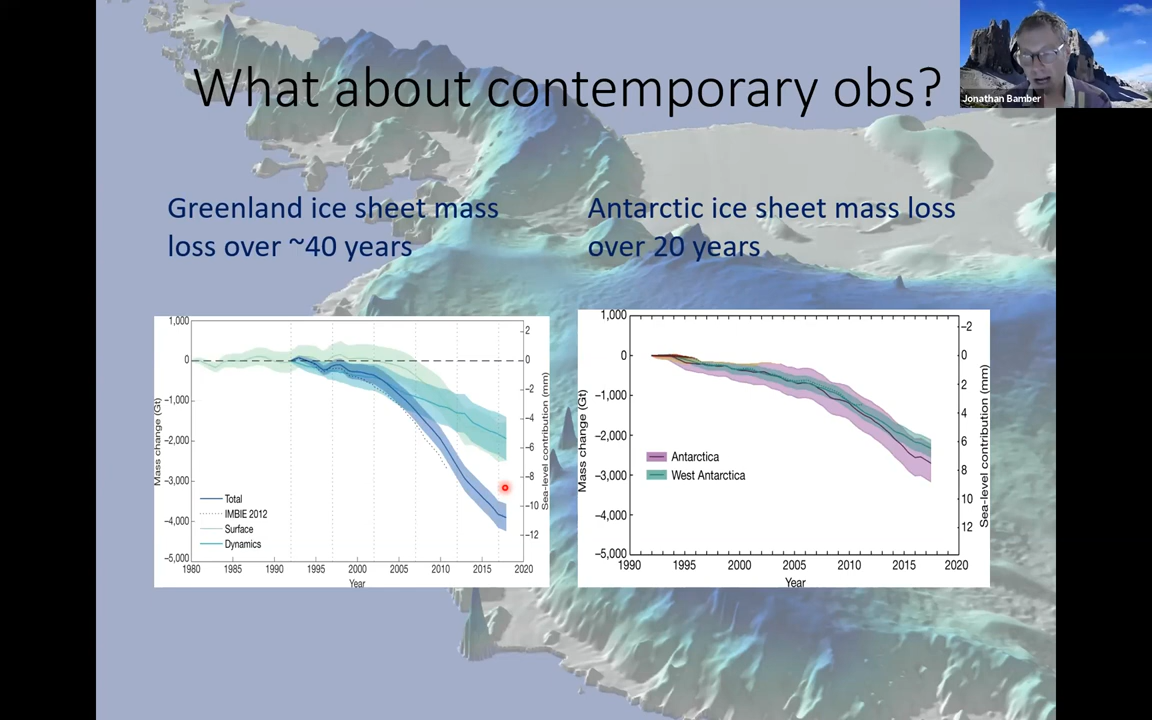 What about contemporary obs?
Jonathan Bamber
Greenland ice sheet mass
loss over ~40 years
Antarctic ice sheet mass loss
over 20 years
1,000
0
−1,000
−2,000
−3,000
−4,000
−5,000
Mass change (Gt)
2
0
−2
−4
−6
−8
−10
−12
Sea-level contribution (mm)
Total
IMBIE 2012
Surface
Dynamics
1980 1985 1990 1995 2000 2005 2010 2015 2020
Year
1,000
0
−1,000
−2,000
−3,000
−4,000
−5,000
Mass change (Gt)
−2
0
2
4
6
8
10
12
Sea-level contribution (mm)
Antarctica
West Antarctica
1990 1995 2000 2005 2010 2015 2020
Year